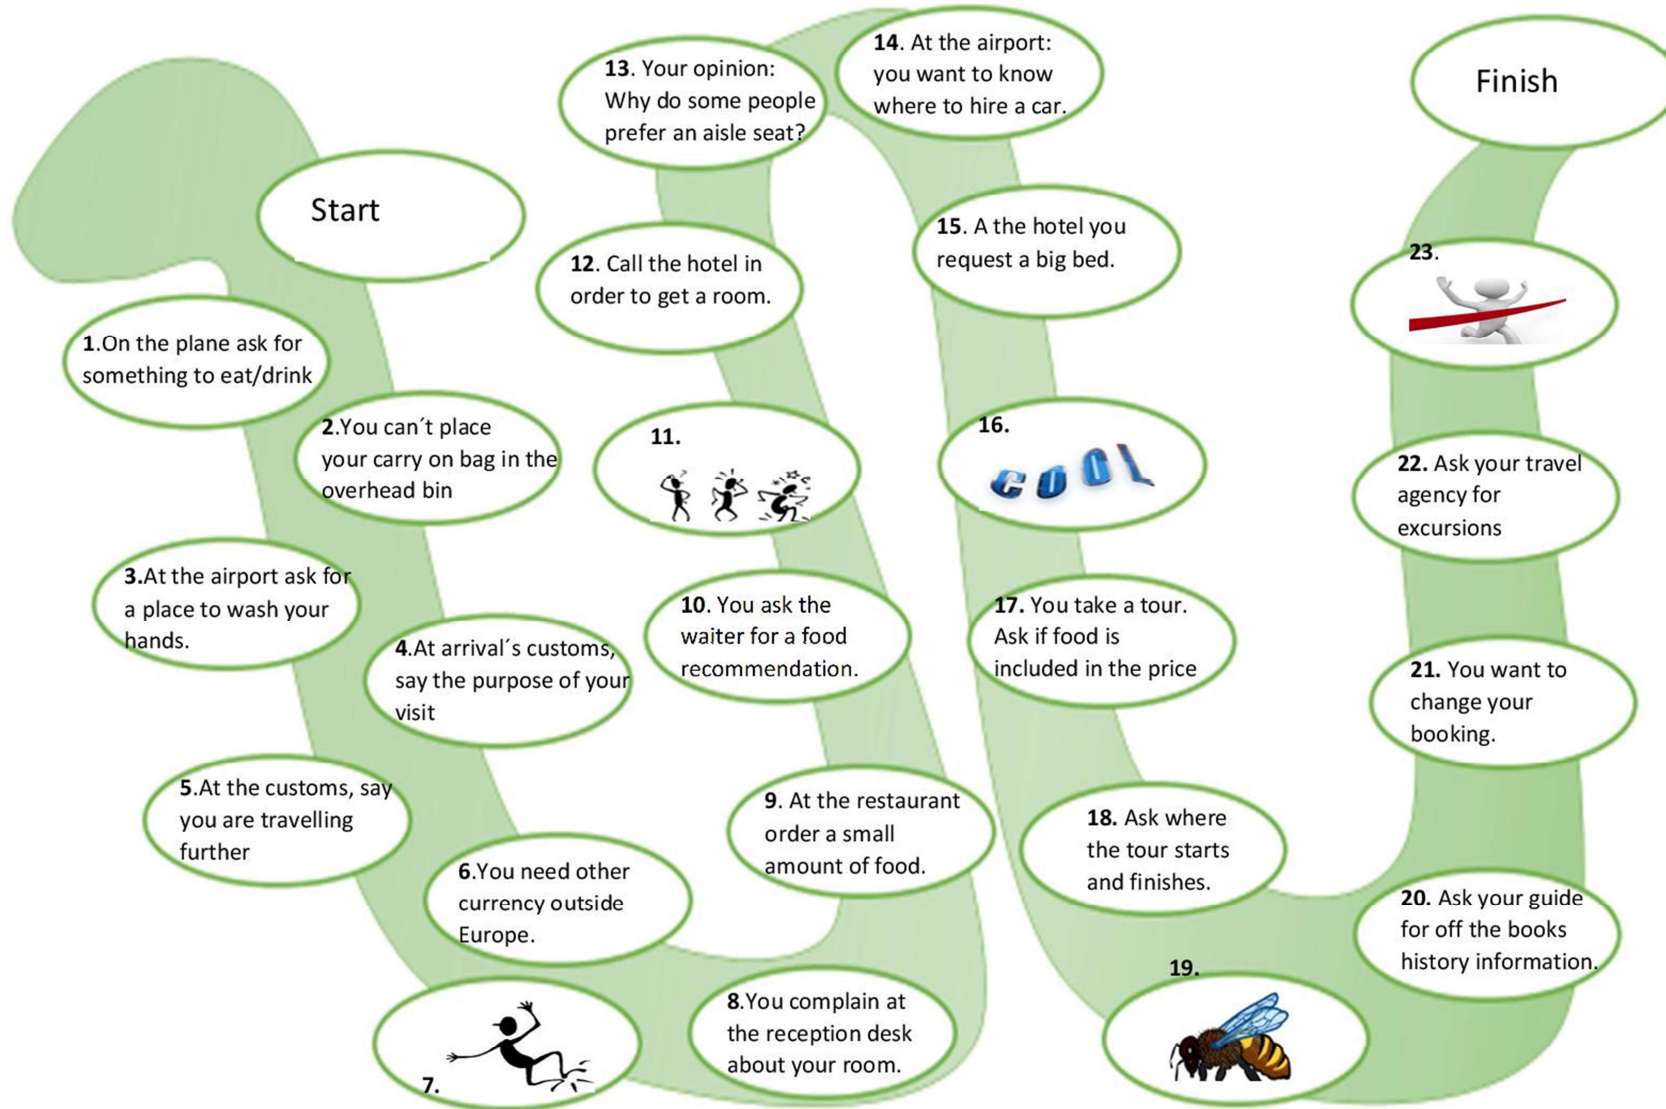 Start
1.On the plane ask for
something to eat/drink
2.You can´t place
your carry on bag in the
overhead bin
3.At the airport ask for
a place to wash your
hands.
4.At arrival´s customs,
say the purpose of your
visit
5.At the customs, say
you are travelling
further
6.You need other
currency outside
Europe.
7.
8.You complain at
the reception desk
about your room.
9. At the restaurant
order a small
amount of food.
10. You ask the
waiter for a food
recommendation.
11.
12. Call the hotel in
order to get a room.
13. Your opinion:
Why do some people
prefer an aisle seat?
14. At the airport:
you want to know
where to hire a car.
15. A the hotel you
request a big bed.
16.
COOL
17. You take a tour.
Ask if food is
included in the price
18. Ask where
the tour starts
and finishes.
19.
20. Ask your guide
for off the books
history information.
21. You want to
change your
booking.
22. Ask your travel
agency for
excursions
23.
Finish